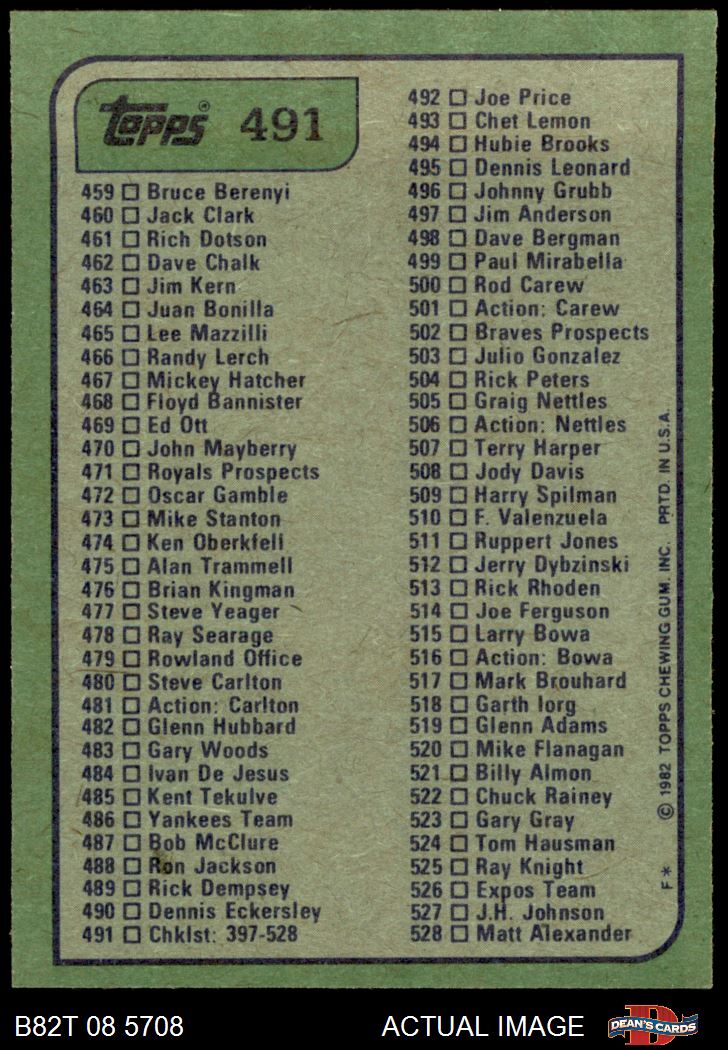 Topps® 491
459 □ Bruce Berenyi
460 □ Jack Clark
461 □ Rich Dotson
462 □ Dave Chalk
463 □ Jim Kern
464 □ Juan Bonilla
465 □ Lee Mazzilli
466 □ Randy Lerch
467 □ Mickey Hatcher
468 □ Floyd Bannister
469 □ Ed Ott
470 □ John Mayberry
471 □ Royals Prospects
472 □ Oscar Gamble
473 □ Mike Stanton
474 □ Ken Oberkfell
475 □ Alan Trammell
476 □ Brian Kingman
477 □ Steve Yeager
478 □ Ray Searage
479 □ Rowland Office
480 □ Steve Carlton
481 □ Action: Carlton
482 □ Glenn Hubbard
483 □ Gary Woods
484 □ Ivan De Jesus
485 □ Kent Tekulve
486 □ Yankees Team
487 □ Bob McClure
488 □ Ron Jackson
489 □ Rick Dempsey
490 □ Dennis Eckersley
491 □ Chklst: 397-528
492 □ Joe Price
493 □ Chet Lemon
494 □ Hubie Brooks
495 □ Dennis Leonard
496 □ Johnny Grubb
497 □ Jim Anderson
498 □ Dave Bergman
499 □ Paul Mirabella
500 □ Rod Carew
501 □ Action: Carew
502 □ Braves Prospects
503 □ Julio Gonzalez
504 □ Rick Peters
505 □ Graig Nettles
506 □ Action: Nettles
507 □ Terry Harper
508 □ Jody Davis
509 □ Harry Spilman
510 □ F. Valenzuela
511 □ Ruppert Jones
512 □ Jerry Dybzinski
513 □ Rick Rhoden
514 □ Joe Ferguson
515 □ Larry Bowa
516 □ Action: Bowa
517 □ Mark Brouhard
518 □ Garth Iorg
519 □ Glenn Adams
520 □ Mike Flanagan
521 □ Billy Almon
522 □ Chuck Rainey
523 □ Gary Gray
524 □ Tom Hausman
525 □ Ray Knight
526 □ Expos Team
527 □ J.H. Johnson
528 □ Matt Alexander
F* © 1982 TOPPS CHEWING GUM, INC. PRTD. IN U.S.A.
B82T 08 5708 ACTUAL IMAGE D DEAN'S CARDS